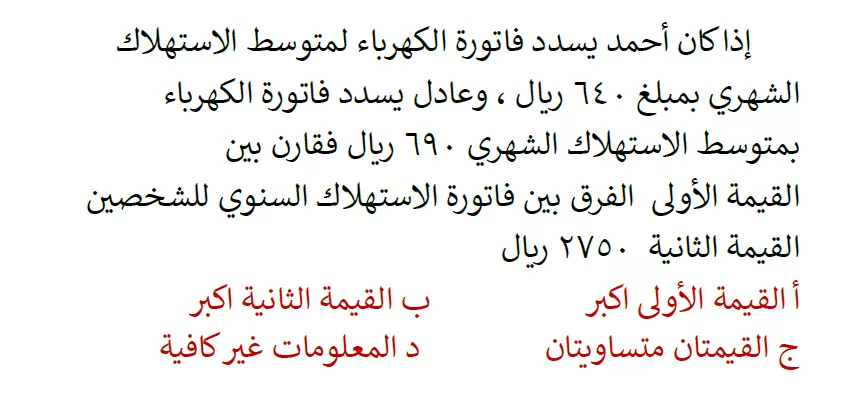 إذا كان أحمد يسدد فاتورة الكهرباء لمتوسط الاستهلاك
الشهري بمبلغ ٦٤٠ ريال ، وعادل يسدد فاتورة الكهرباء
بمتوسط الاستهلاك الشهري ٦٩٠ ريال فقارن بين
القيمة الأولى الفرق بين فاتورة الاستهلاك السنوي للشخصين
القيمة الثانية ٢٧٥٠ ريال
أ القيمة الأولى اكبر ب القيمة الثانية اكبر
ج القيمتان متساويتان د المعلومات غير كافية